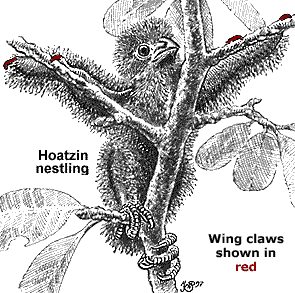 Hoatzin
nestling
Wing claws
shown in
red